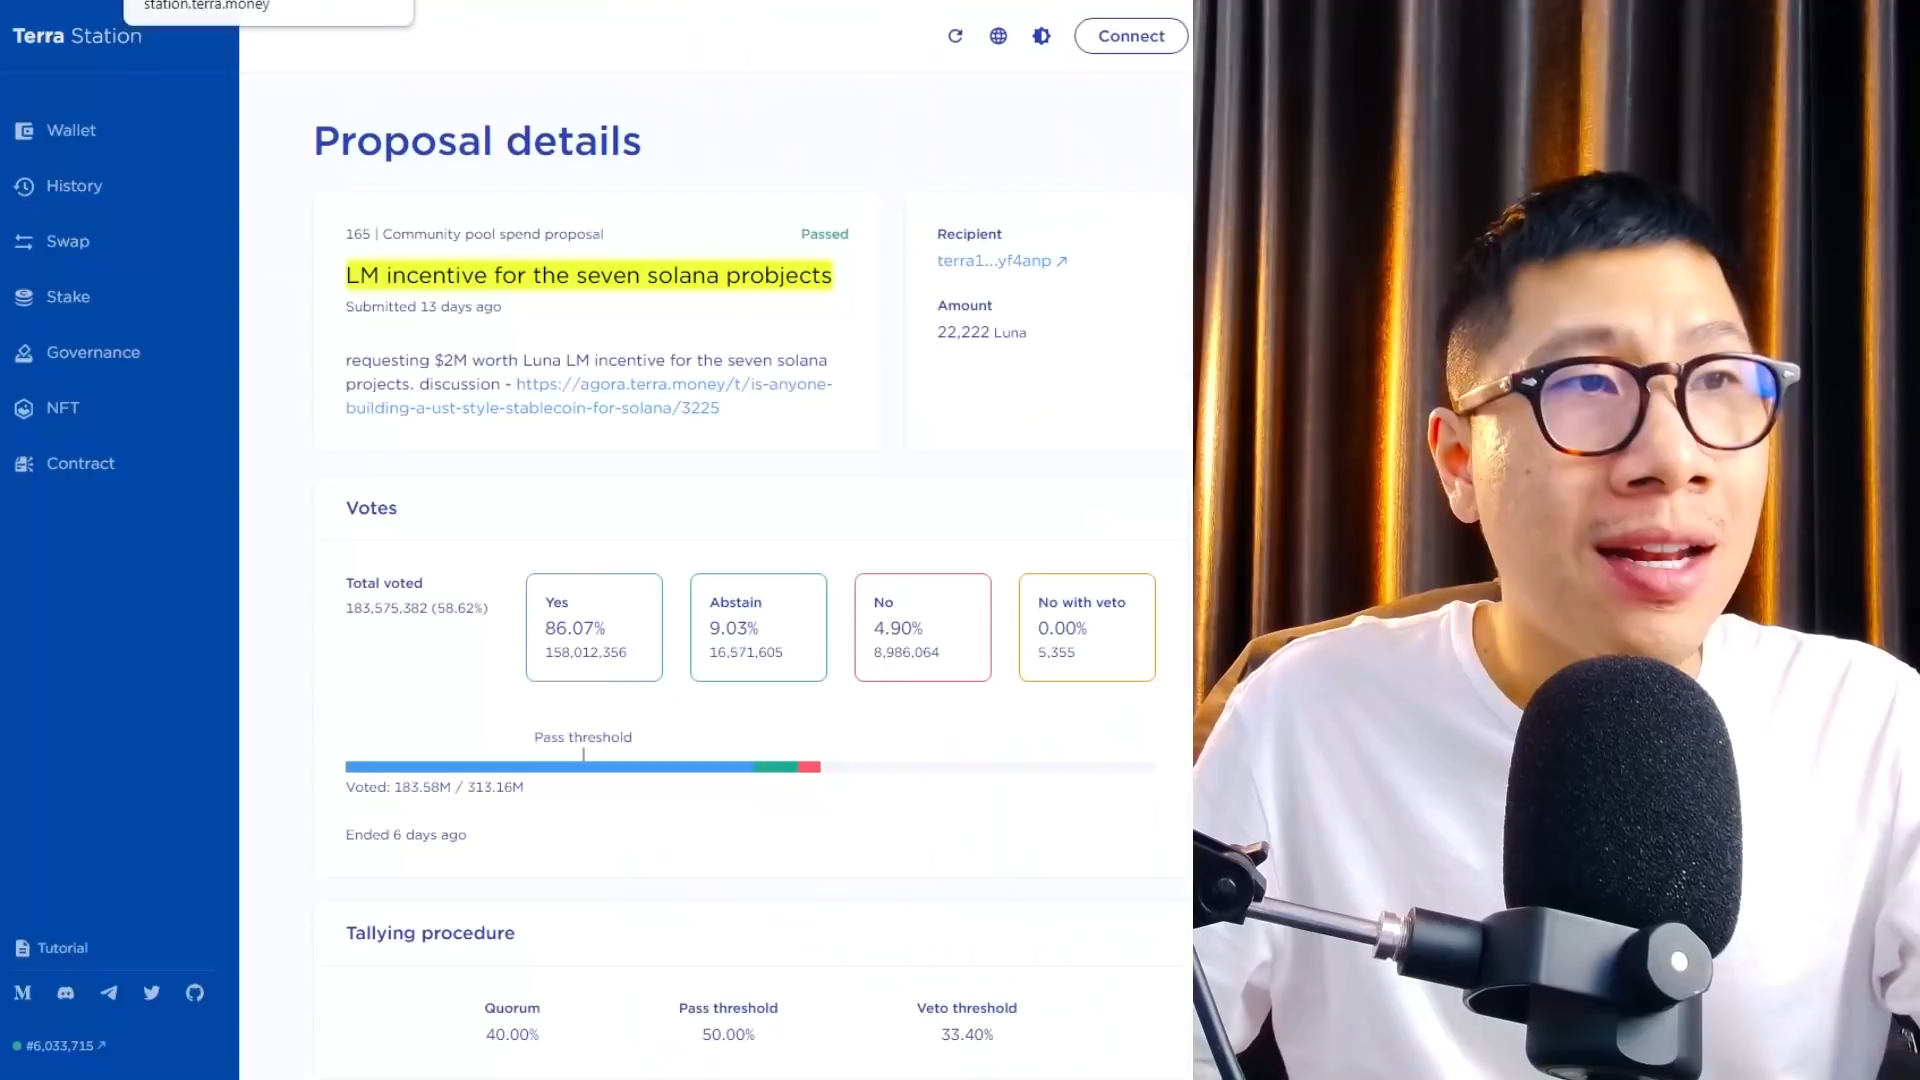 station.terra.money
Terra Station
Connect
Wallet
History
Swap
Stake
Governance
NFT
Contract
Tutorial
#6,033,715
Proposal details
165 | Community pool spend proposal
Passed
LM incentive for the seven solana probjects
Submitted 13 days ago
requesting $2M worth Luna LM incentive for the seven solana
projects. discussion - https://agora.terra.money/t/is-anyone-
building-a-ust-style-stablecoin-for-solana/3225
Recipient
terra1...yf4anp
Amount
22,222 Luna
Votes
Total voted
183,575,382 (58.62%)
Yes
86.07%
158,012,356
Abstain
9.03%
16,571,605
No
4.90%
8,986,064
No with veto
0.00%
5,355
Pass threshold
Voted: 183.58M / 313.16M
Ended 6 days ago
Tallying procedure
Quorum
40.00%
Pass threshold
50.00%
Veto threshold
33.40%